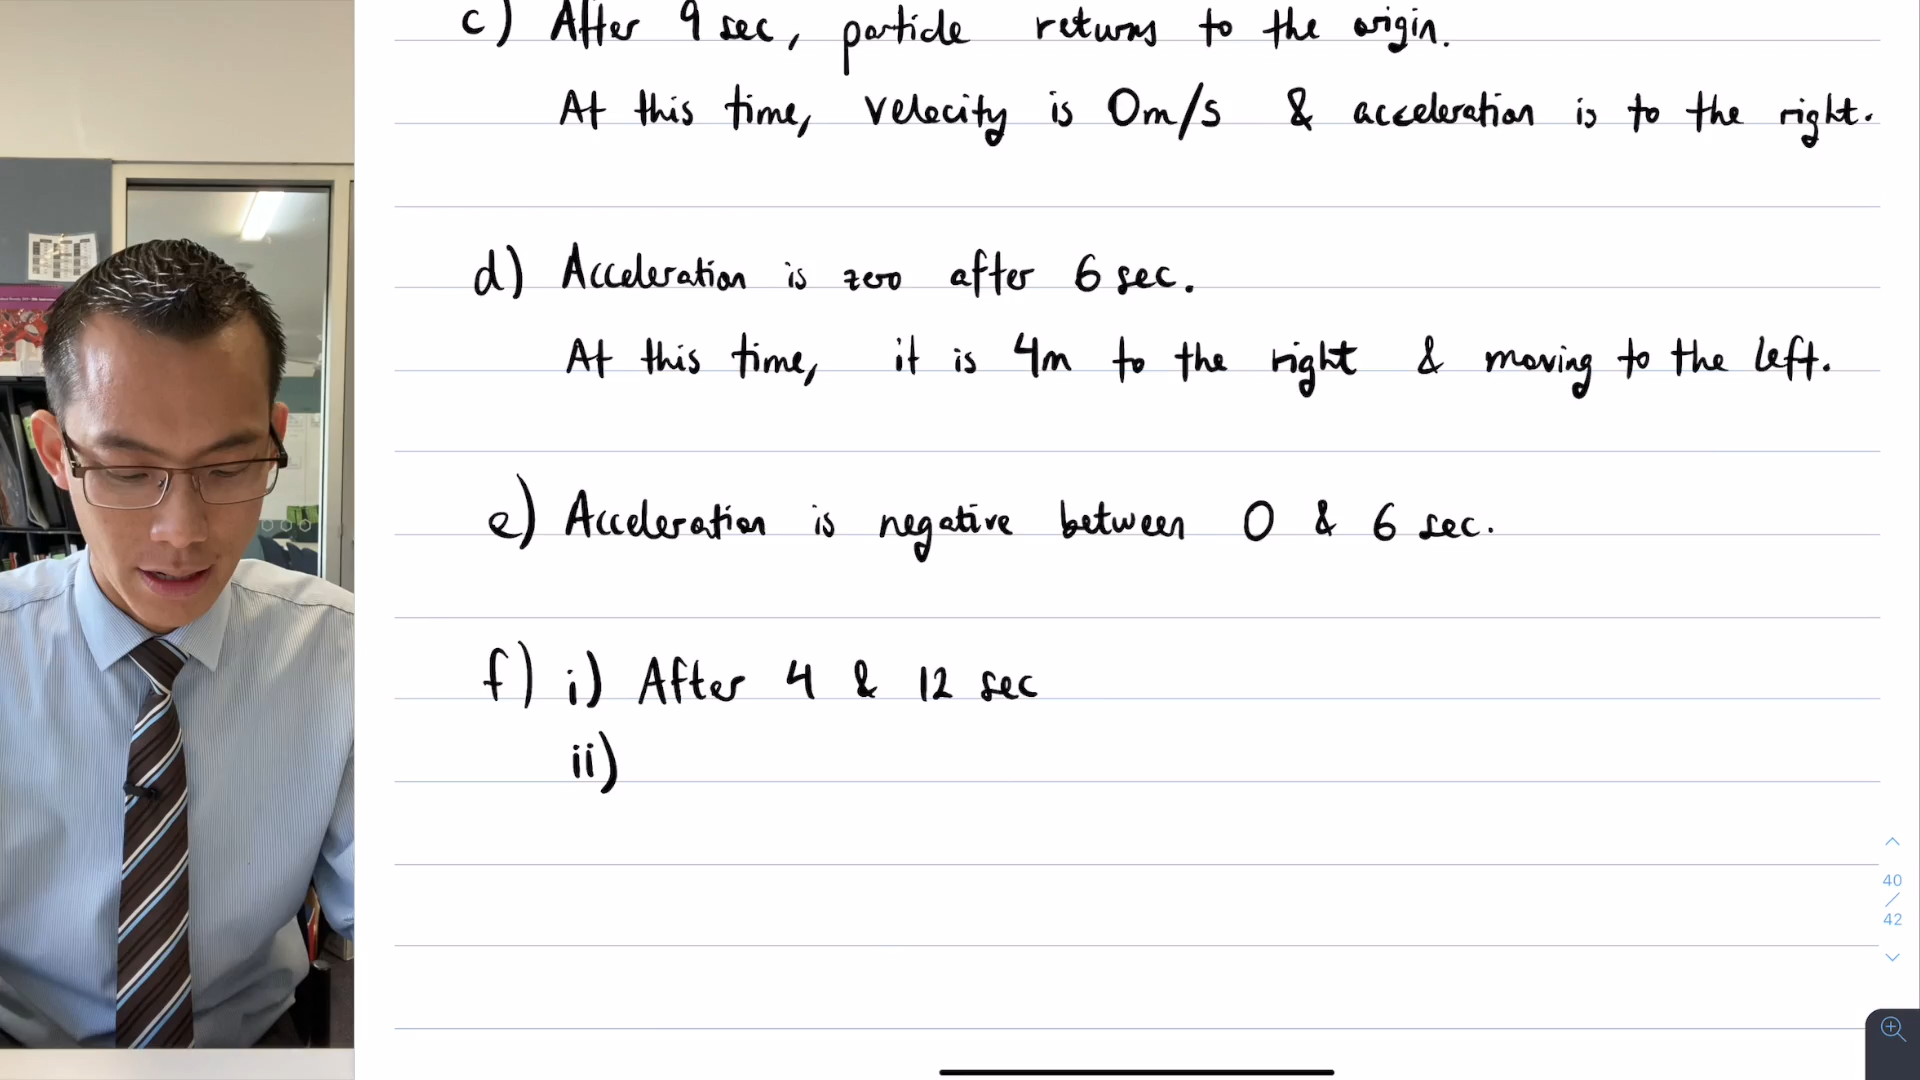 c) After 9 sec, particle returns to the origin.
At this time, velocity is 0m/s & acceleration is to the right.
d) Acceleration is zero after 6 sec.
At this time, it is 4m to the right & moving to the left.
e) Acceleration is negative between 0 & 6 sec.
f) i) After 4 & 12 sec
ii)
40
/
42